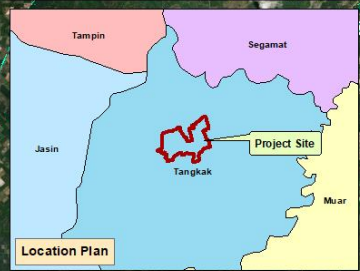 Tampin
Segamat
Project Site
Jasin
Tangkak
Muar
Location Plan